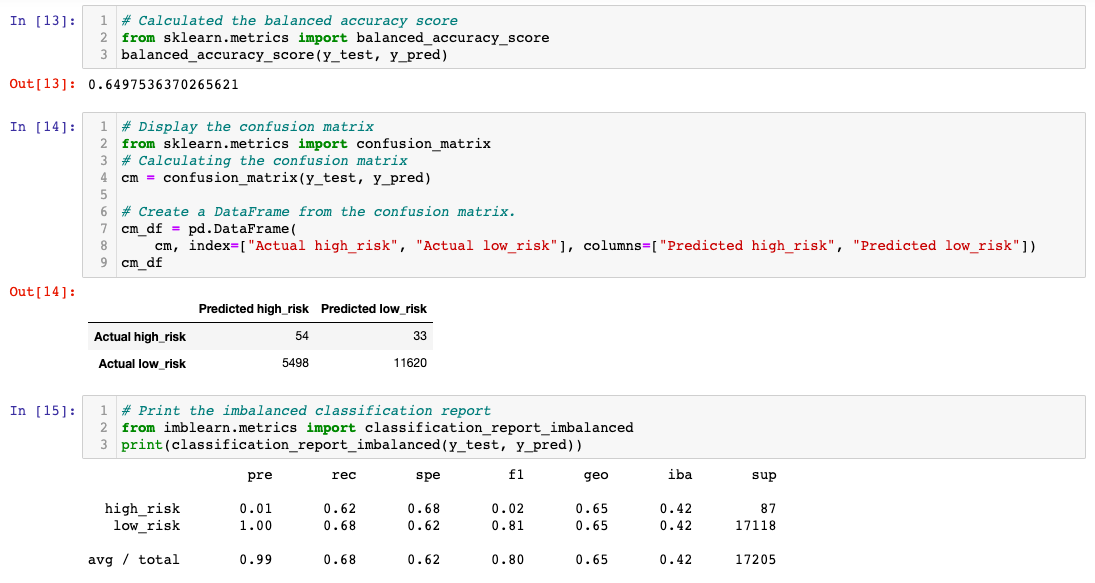 In [13]:
1 # Calculated the balanced accuracy score
2 from sklearn.metrics import balanced_accuracy_score
3 balanced_accuracy_score(y_test, y_pred)
Out[13]: 0.6497536370265621
In [14]:
1 # Display the confusion matrix
2 from sklearn.metrics import confusion_matrix
3 # Calculating the confusion matrix
4 cm = confusion_matrix(y_test, y_pred)
5
6 # Create a DataFrame from the confusion matrix.
7 cm_df = pd.DataFrame(
8     cm, index=["Actual high_risk", "Actual low_risk"], columns=["Predicted high_risk", "Predicted low_risk"])
9 cm_df
Out[14]:
Predicted high_risk Predicted low_risk
Actual high_risk 54 33
Actual low_risk 5498 11620
In [15]:
1 # Print the imbalanced classification report
2 from imblearn.metrics import classification_report_imbalanced
3 print(classification_report_imbalanced(y_test, y_pred))
pre rec spe f1 geo iba sup
high_risk 0.01 0.62 0.68 0.02 0.65 0.42 87
low_risk 1.00 0.68 0.62 0.81 0.65 0.42 17118
avg / total 0.99 0.68 0.62 0.80 0.65 0.42 17205